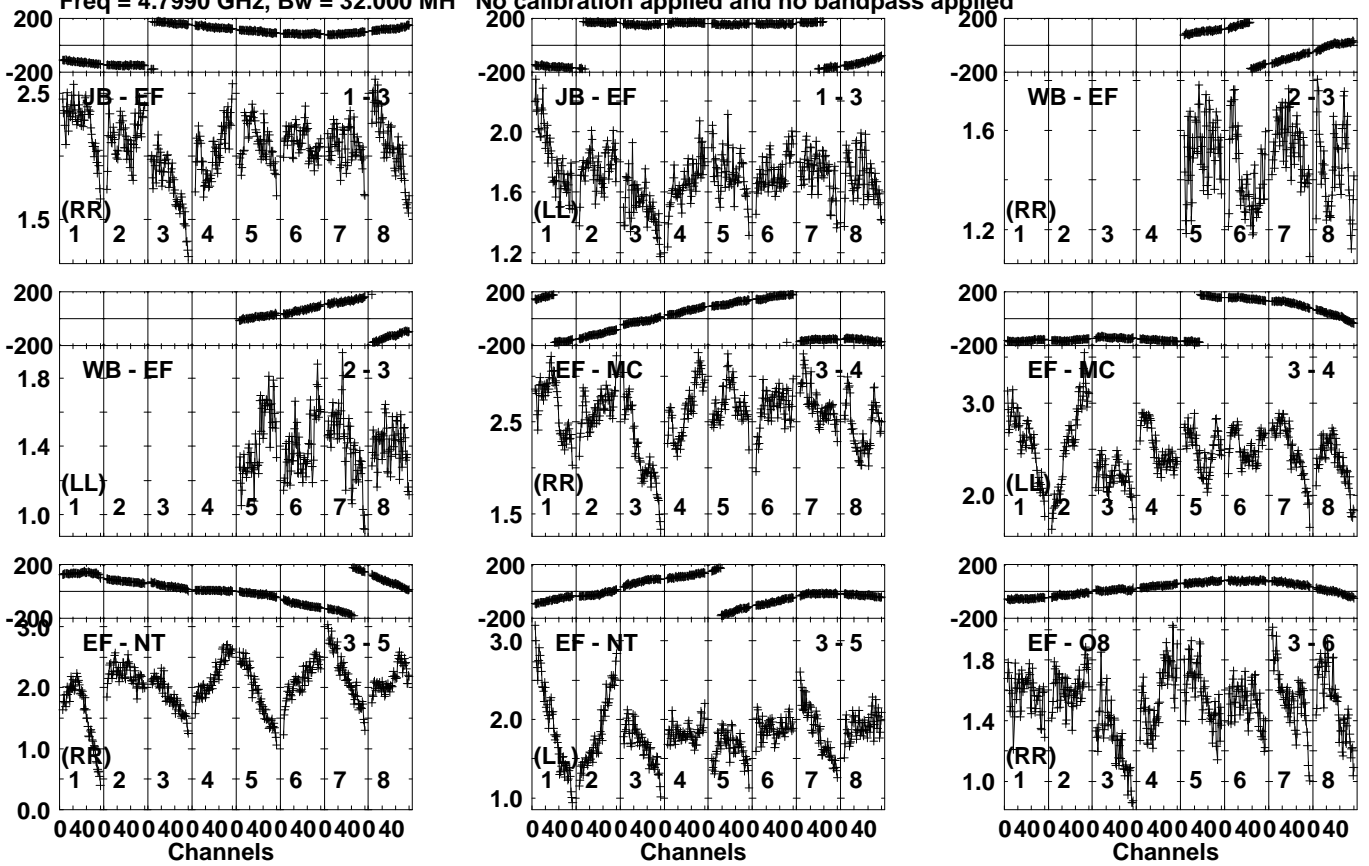 Freq = 4.7990 GHz, Bw = 32.000 MH No calibration applied and no bandpass applied
200
-200
2.5
1.5
JB - EF
1 - 3
(RR)
1 2 3 4 5 6 7 8
200
-200
2.0
1.6
1.2
JB - EF
1 - 3
(LL)
1 2 3 4 5 6 7 8
200
-200
1.6
1.2
WB - EF
2 - 3
(RR)
1 2 3 4 5 6 7 8
200
-200
1.8
1.4
1.0
WB - EF
2 - 3
(LL)
1 2 3 4 5 6 7 8
200
-200
2.5
1.5
EF - MC
3 - 4
(RR)
1 2 3 4 5 6 7 8
200
-200
3.0
2.0
EF - MC
3 - 4
(LL)
1 2 3 4 5 6 7 8
200
-200
3.0
2.0
1.0
0.0
EF - NT
3 - 5
(RR)
1 2 3 4 5 6 7 8
0 40 0 40 0 40 0 40 0 40 0 40 0 40 0 40
Channels
200
-200
3.0
2.0
1.0
EF - NT
3 - 5
(LL)
1 2 3 4 5 6 7 8
0 40 0 40 0 40 0 40 0 40 0 40 0 40 0 40
Channels
200
-200
1.8
1.4
1.0
EF - O8
3 - 6
(RR)
1 2 3 4 5 6 7 8
0 40 0 40 0 40 0 40 0 40 0 40 0 40 0 40
Channels